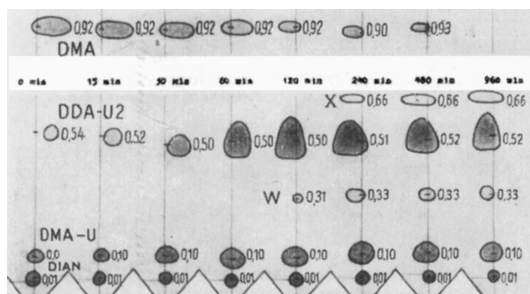 0,92 0,92 0,92 0,92 0,92 0,90 0,93
DMA
0 min 15 min 30 min 60 min 120 min 240 min 480 min 960 min
X 0,66 0,66 0,66
DDA-U2
0,54 0,52 0,50 0,50 0,50 0,51 0,52 0,52
W 0,31 0,33 0,33 0,33
DMA-U
0,0 0,10 0,10 0,10 0,10 0,10 0,10 0,10
DIAN
0,01 0,01 0,01 0,01 0,01 0,01 0,01 0,01